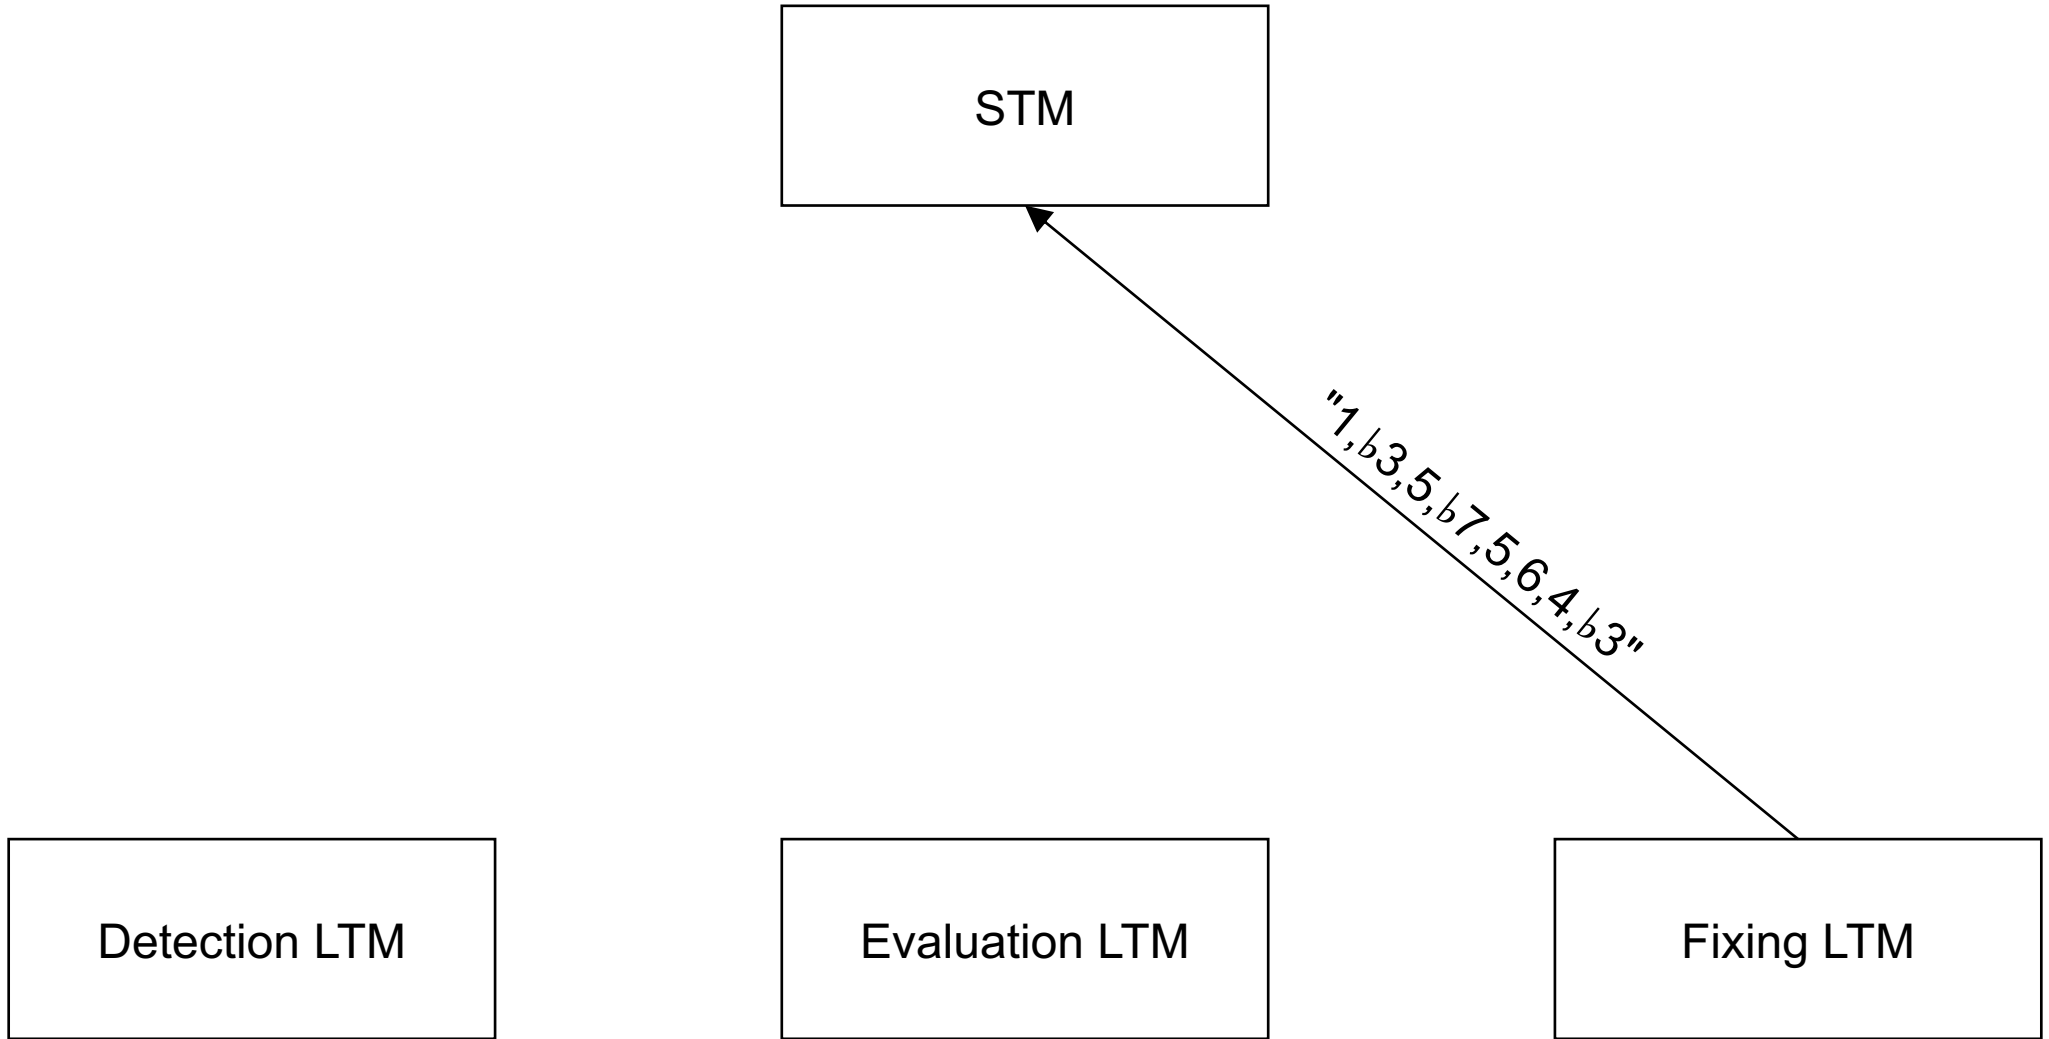 STM
"1,♭3,5,♭7,5,6,4,♭3"
Detection LTM
Evaluation LTM
Fixing LTM